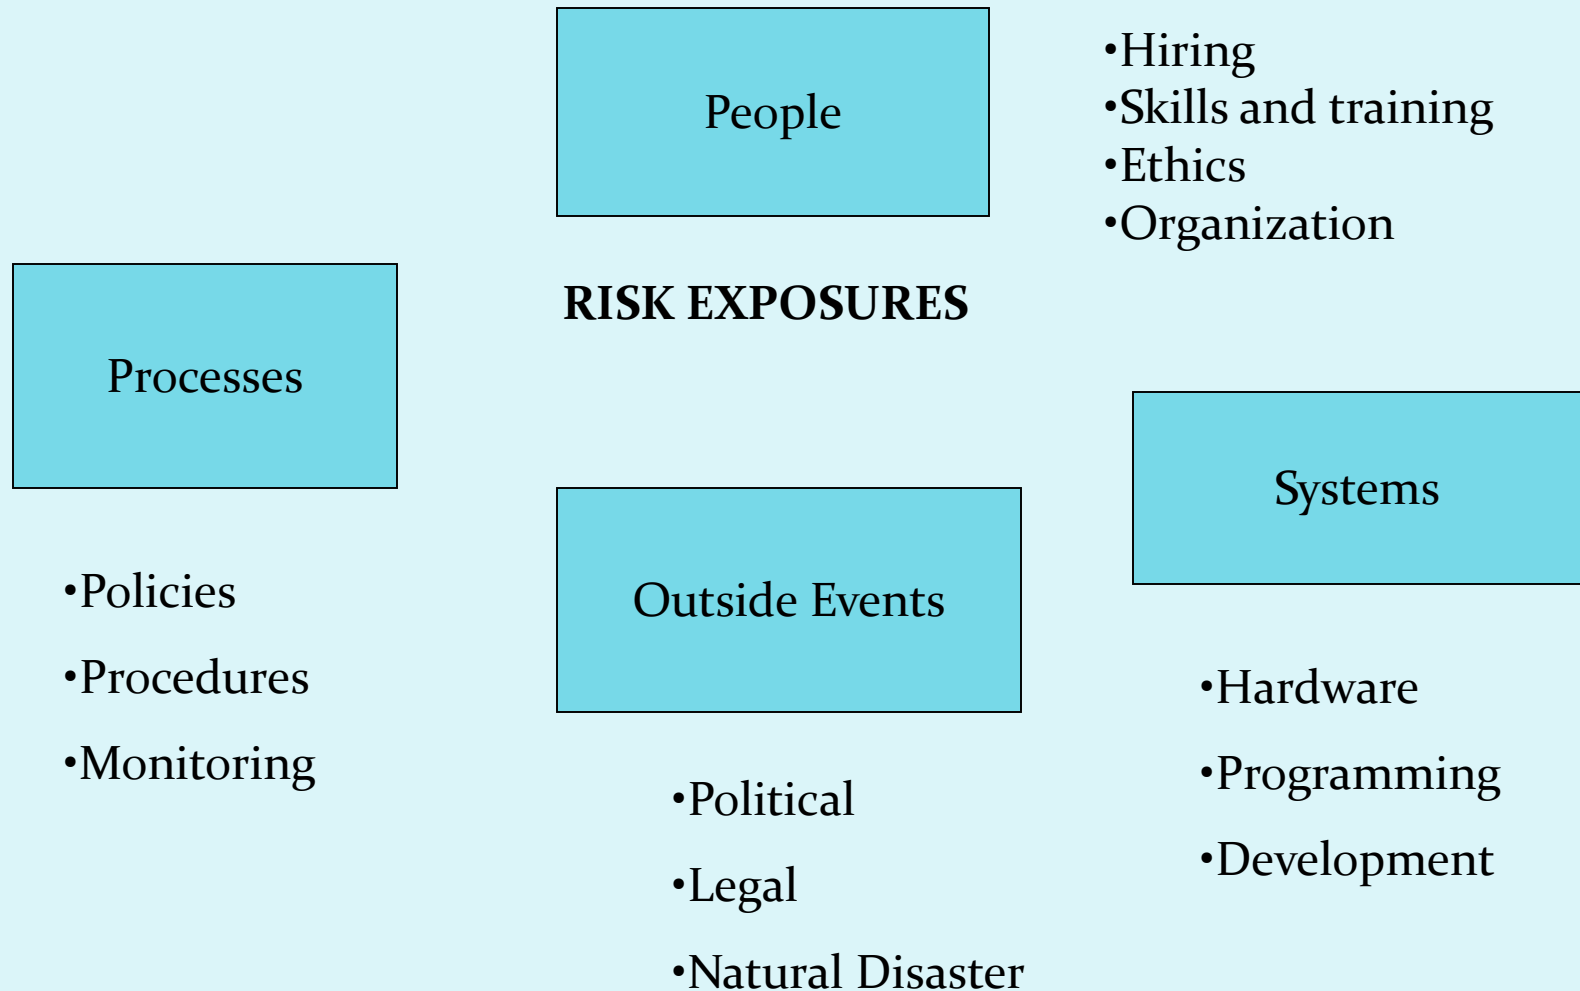 People
•Hiring
•Skills and training
•Ethics
•Organization
RISK EXPOSURES
Processes
•Policies
•Procedures
•Monitoring
Outside Events
•Political
•Legal
•Natural Disaster
Systems
•Hardware
•Programming
•Development